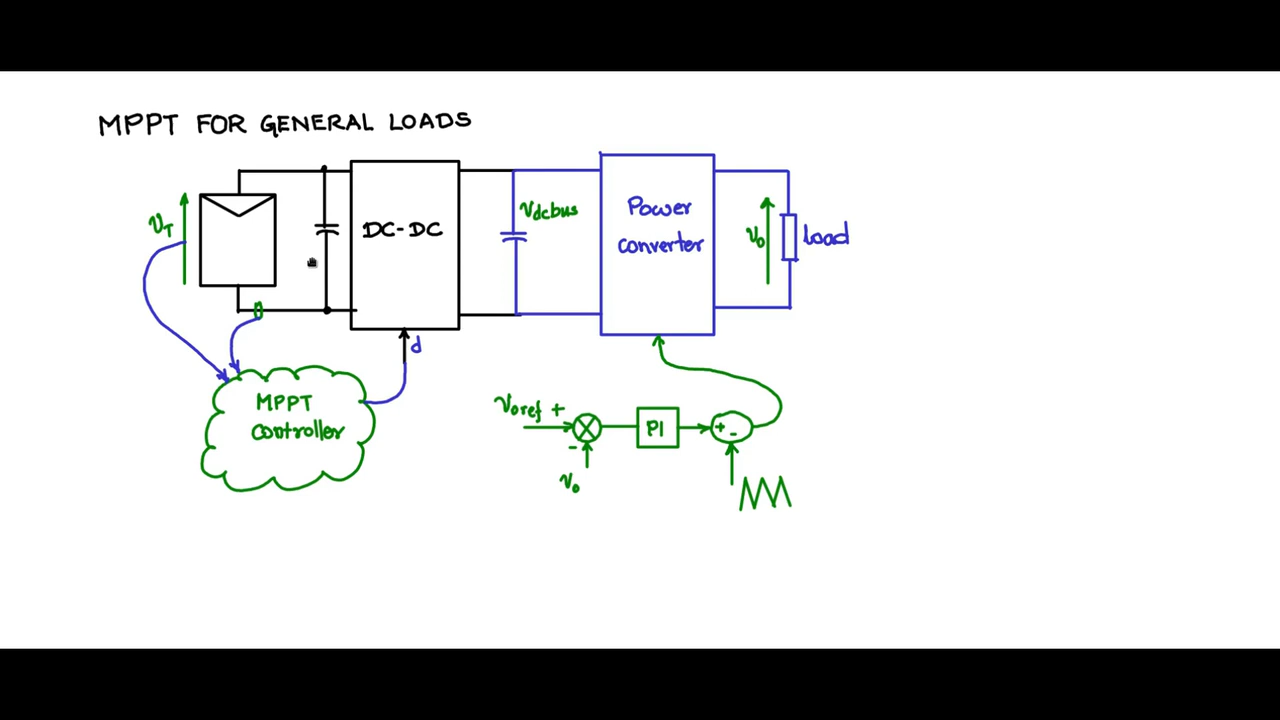 MPPT FOR GENERAL LOADS
vT
DC-DC
Vdcbus
Power
converter
vo
Load
d
MPPT
Controller
Voref +
PI
+ -
-
vo